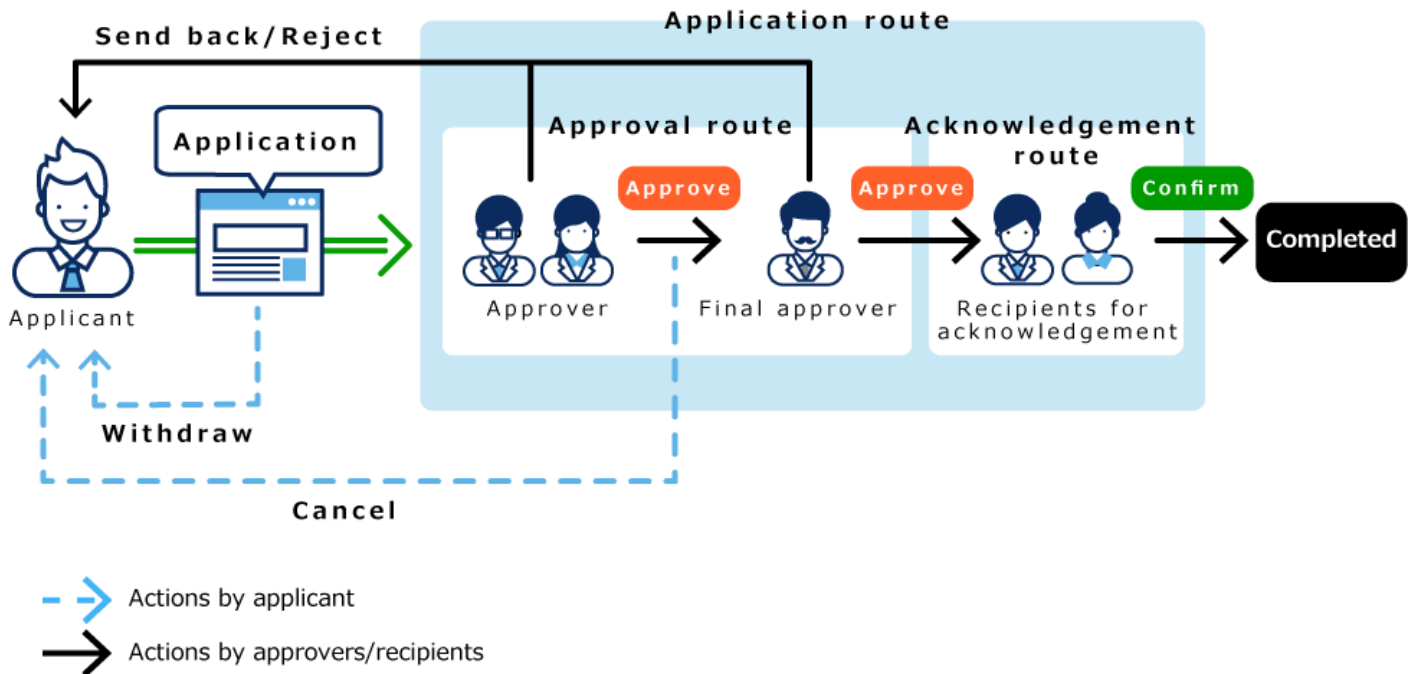 Application route
Send back/Reject
Application
Approval route
Acknowledgement
route
Approve
Approve
Confirm
Completed
Applicant
Approver
Final approver
Recipients for
acknowledgement
Withdraw
Cancel
Actions by applicant
Actions by approvers/recipients